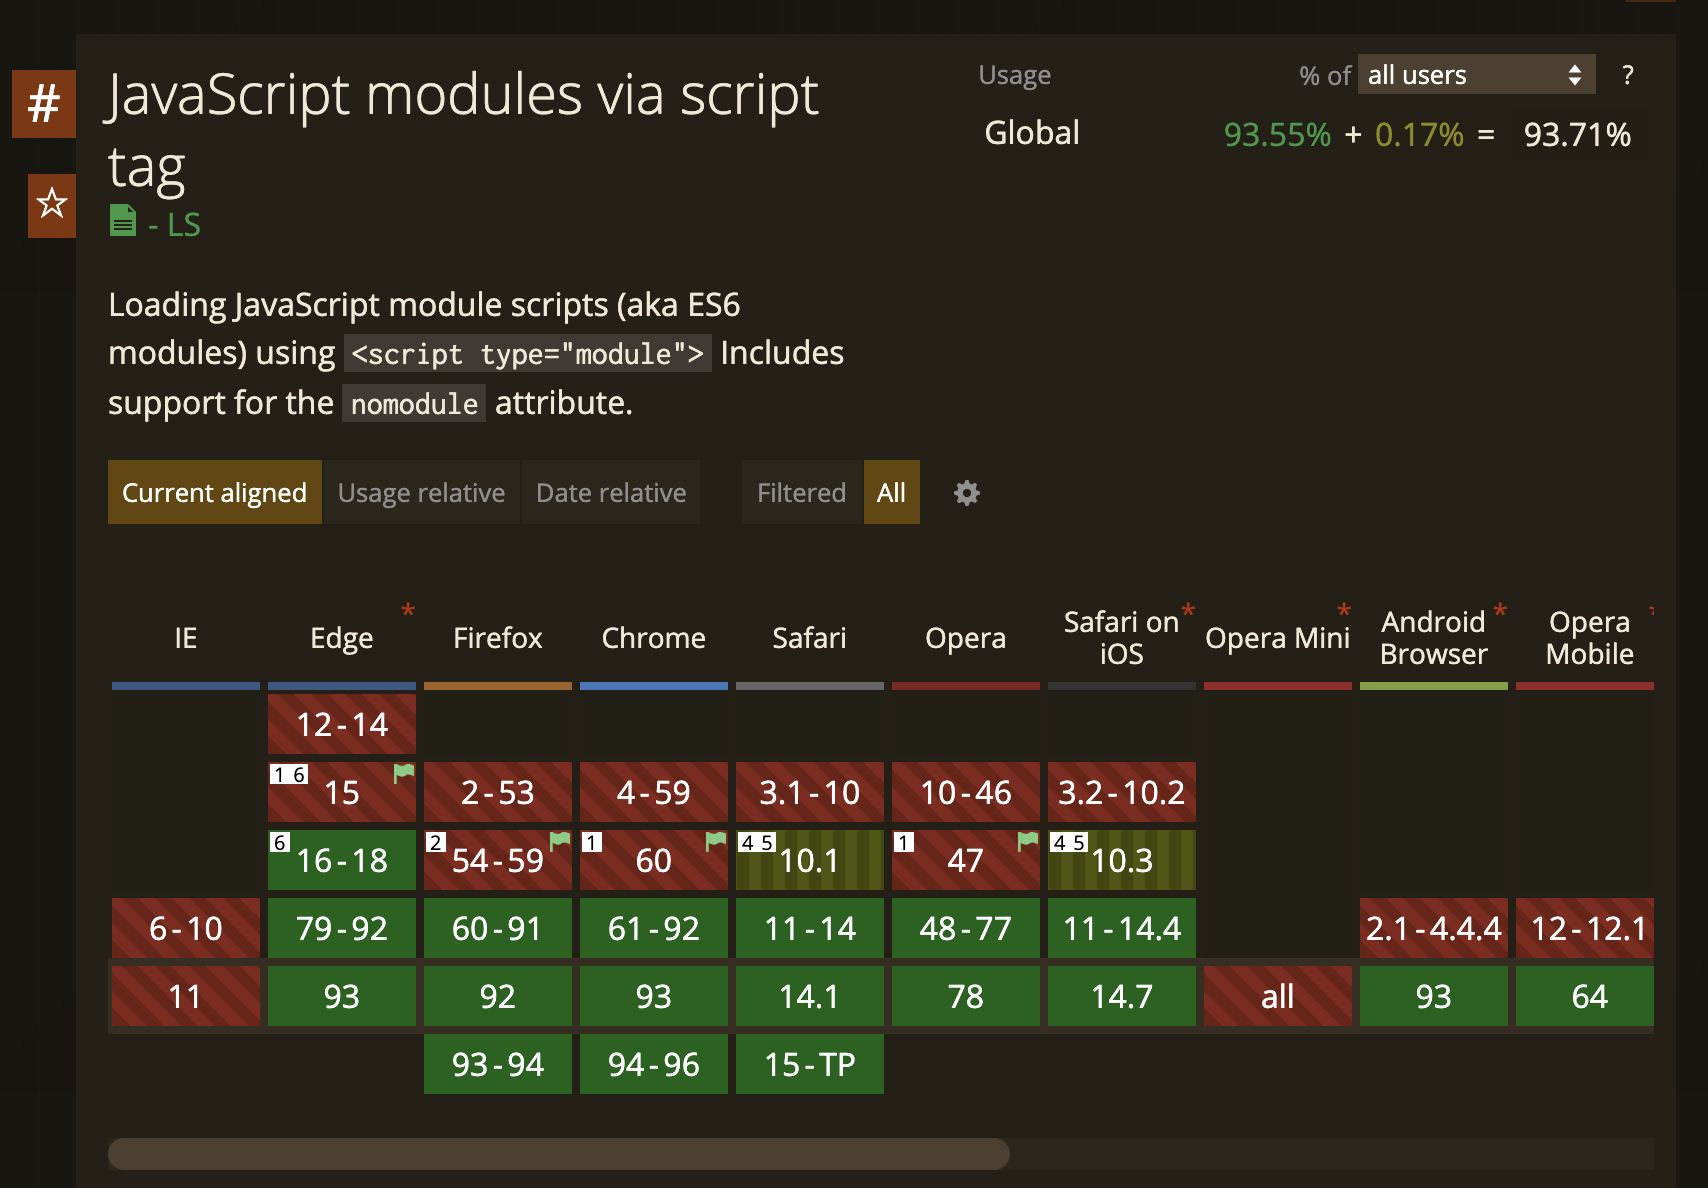 #
JavaScript modules via script
tag
- LS
Usage
% of all users ?
Global
93.55% + 0.17% = 93.71%
Loading JavaScript module scripts (aka ES6
modules) using <script type="module"> Includes
support for the nomodule attribute.
Current aligned Usage relative Date relative Filtered All
IE Edge * Firefox Chrome Safari Opera Safari on iOS * Opera Mini * Android Browser * Opera Mobile *
12-14
1 6 15 2-53 4-59 3.1-10 10-46 3.2-10.2
6 16-18 2 54-59 1 60 4 5 10.1 1 47 4 5 10.3
6-10 79-92 60-91 61-92 11-14 48-77 11-14.4 2.1-4.4.4 12-12.1
11 93 92 93 14.1 78 14.7 all 93 64
93-94 94-96 15-TP